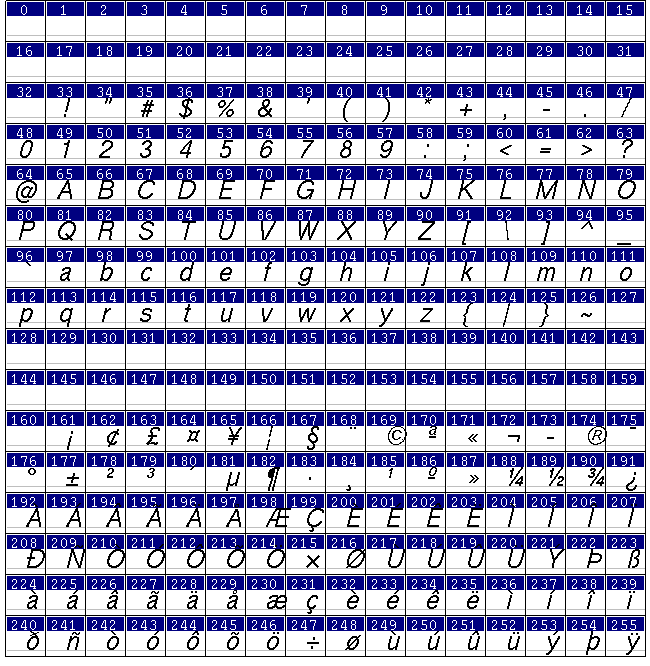 0 1 2 3 4 5 6 7 8 9 10 11 12 13 14 15
16 17 18 19 20 21 22 23 24 25 26 27 28 29 30 31
32 33 34 35 36 37 38 39 40 41 42 43 44 45 46 47
! " # $ % & ' ( ) * + , - . /
48 49 50 51 52 53 54 55 56 57 58 59 60 61 62 63
0 1 2 3 4 5 6 7 8 9 : ; < = > ?
64 65 66 67 68 69 70 71 72 73 74 75 76 77 78 79
@ A B C D E F G H I J K L M N O
80 81 82 83 84 85 86 87 88 89 90 91 92 93 94 95
P Q R S T U V W X Y Z [ \ ] ^ _
96 97 98 99 100 101 102 103 104 105 106 107 108 109 110 111
` a b c d e f g h i j k l m n o
112 113 114 115 116 117 118 119 120 121 122 123 124 125 126 127
p q r s t u v w x y z { | } ~
128 129 130 131 132 133 134 135 136 137 138 139 140 141 142 143
144 145 146 147 148 149 150 151 152 153 154 155 156 157 158 159
160 161 162 163 164 165 166 167 168 169 170 171 172 173 174 175
¡ ¢ £ ¤ ¥ ¦ § ¨ © ª « ¬ - ® ¯
176 177 178 179 180 181 182 183 184 185 186 187 188 189 190 191
° ± ² ³ ´ µ ¶ · ¸ ¹ º » ¼ ½ ¾ ¿
192 193 194 195 196 197 198 199 200 201 202 203 204 205 206 207
A A A A A A Æ Ç E E E E I I I I
208 209 210 211 212 213 214 215 216 217 218 219 220 221 222 223
Ð N O O O O O × Ø U U U U Y Þ ß
224 225 226 227 228 229 230 231 232 233 234 235 236 237 238 239
à á â ã ä å æ ç è é ê ë ì í î ï
240 241 242 243 244 245 246 247 248 249 250 251 252 253 254 255
ð ñ ò ó ô õ ö ÷ ø ù ú û ü ý þ ÿ